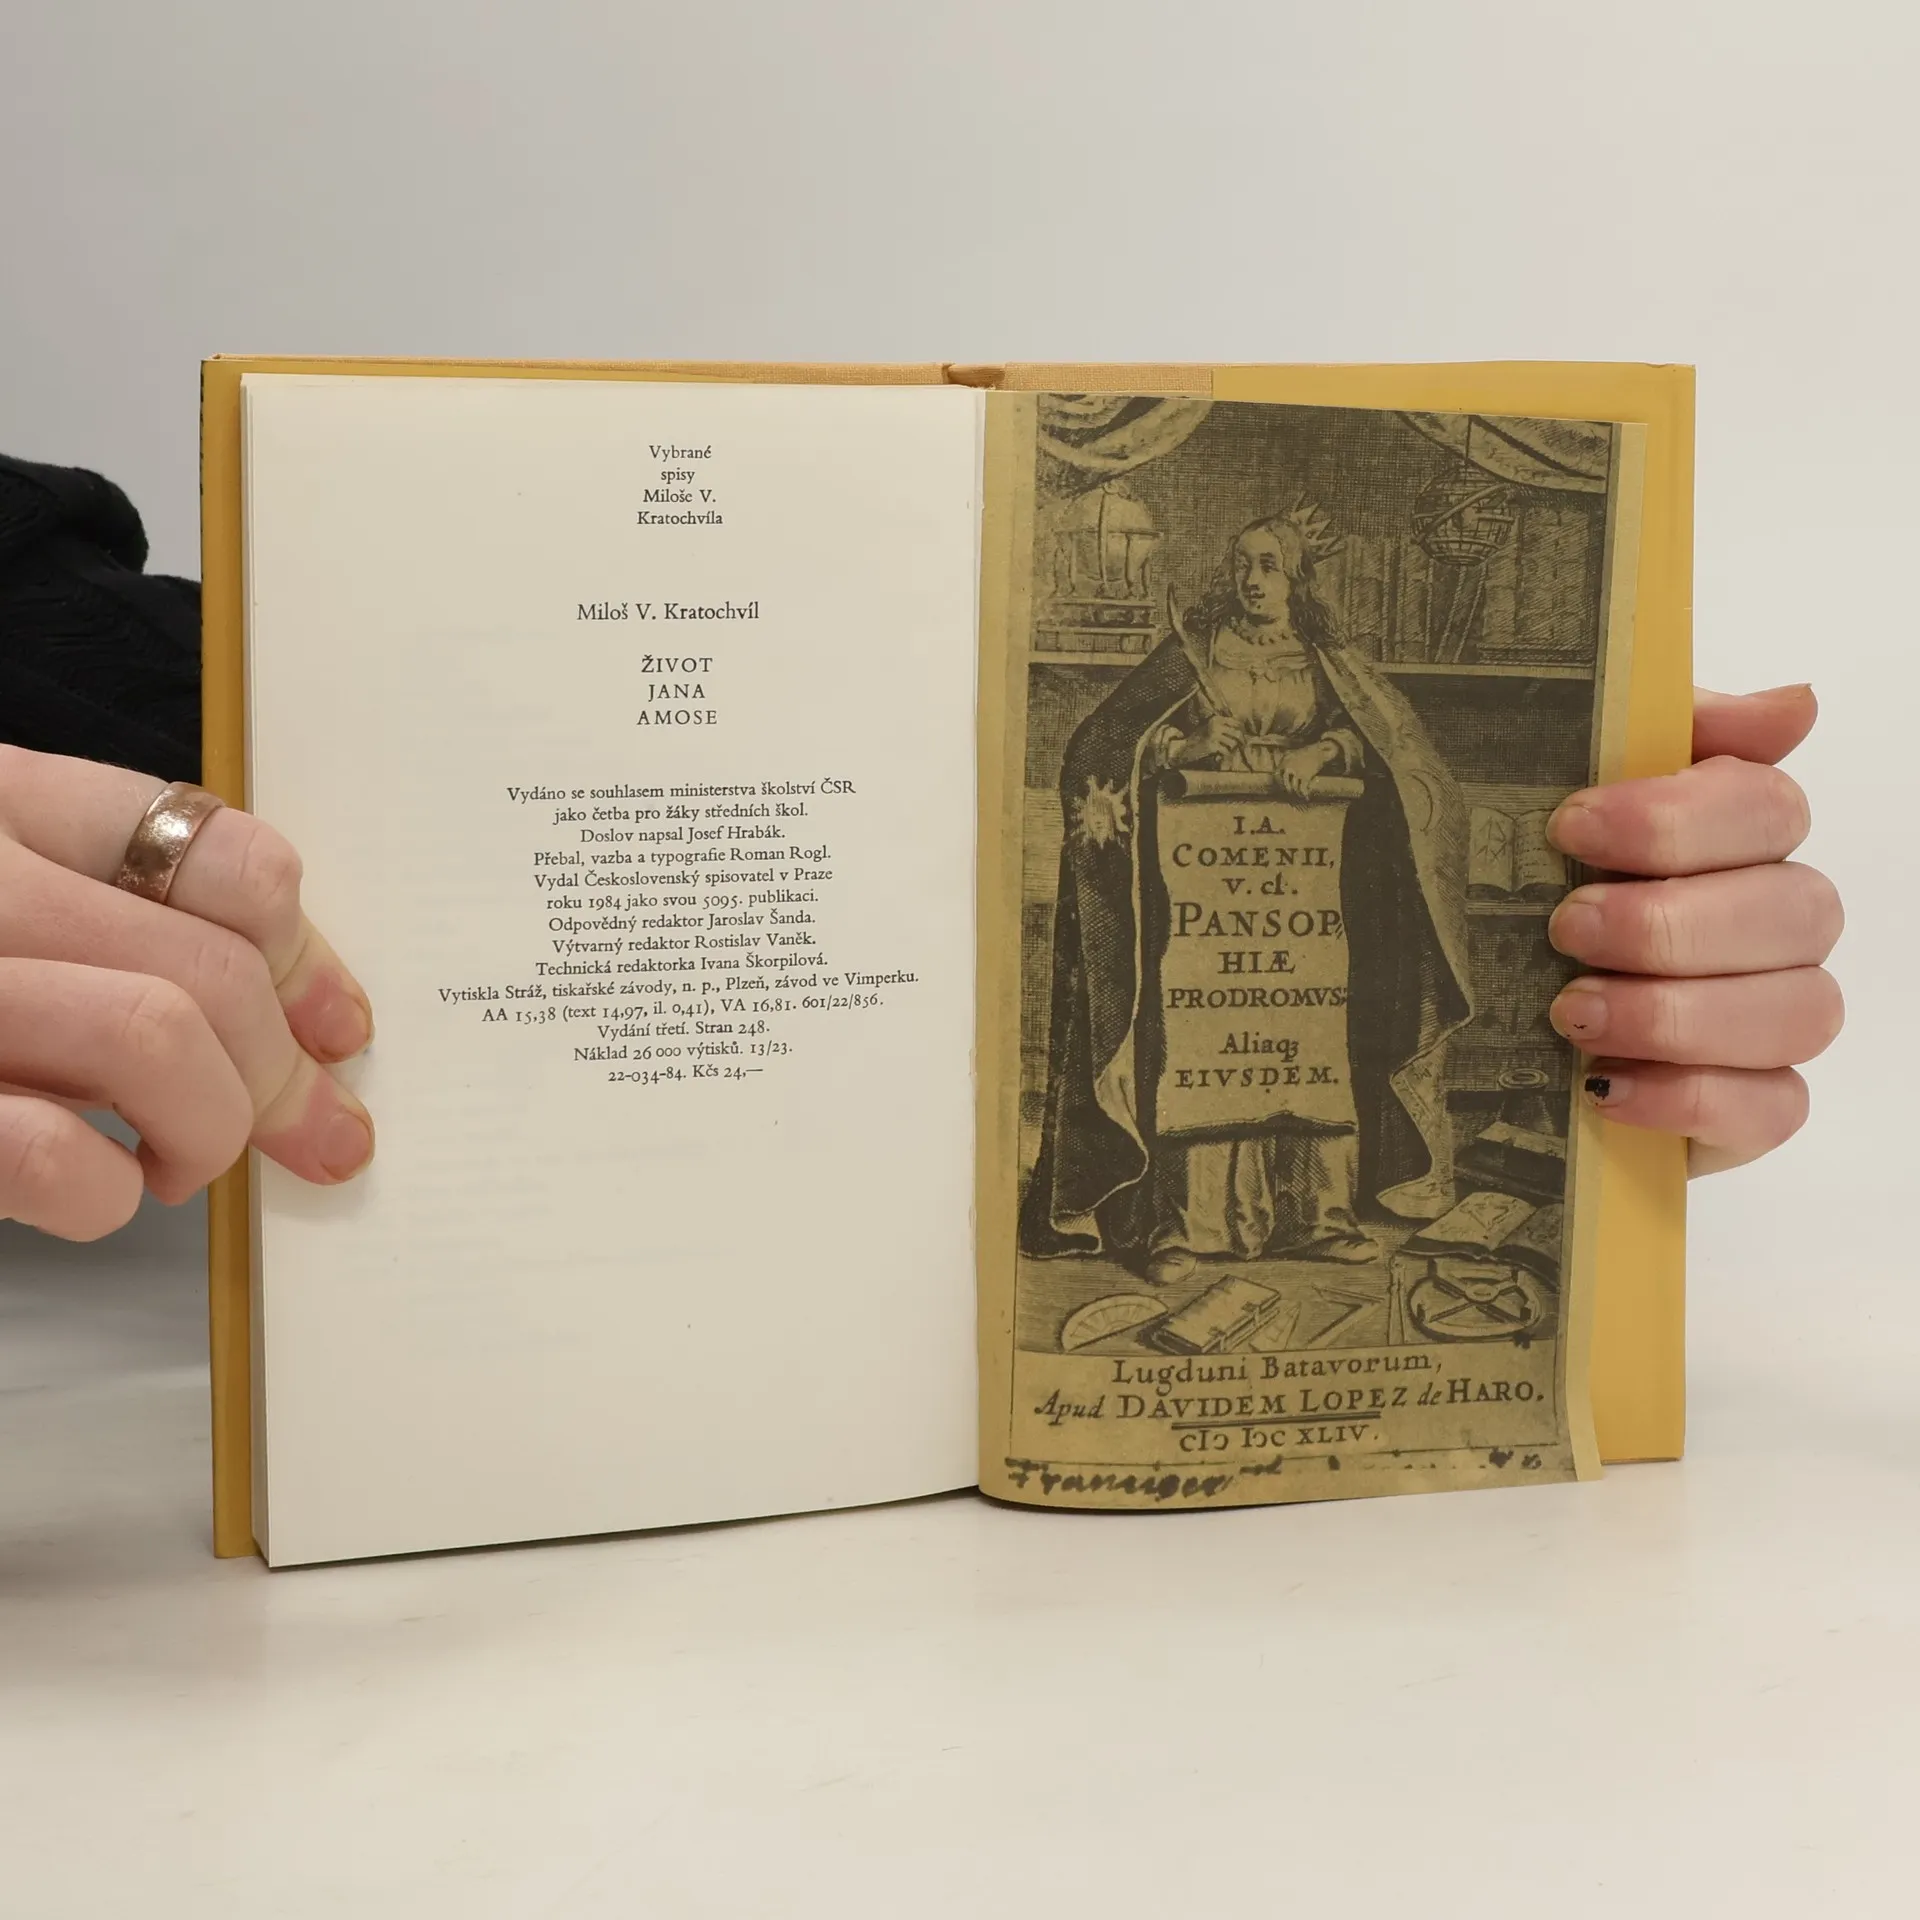 Vybrané
spisy
Miloše V.
Kratochvíla
Miloš V. Kratochvíl
ŽIVOT
JANA
AMOSE
Vydáno se souhlasem ministerstva školství ČSR
jako četba pro žáky středních škol.
Doslov napsal Josef Hrabák.
Přebal, vazba a typografie Roman Rogl.
Vydal Československý spisovatel v Praze
roku 1984 jako svou 5095. publikaci.
Odpovědný redaktor Jaroslav Šanda.
Výtvarný redaktor Rostislav Vaněk.
Technická redaktorka Ivana Škorpilová.
Vytiskla Stráž, tiskařské závody, n. p., Plzeň, závod ve Vimperku.
AA 15,38 (text 14,97, il. 0,41), VA 16,81. 601/22/856.
Vydání třetí. Stran 248.
Náklad 26 000 výtisků. 13/23.
22-034-84. Kčs 24,—
I.A.
COMENII,
V. cl.
PANSOP,
HIÆ
PRODROMVS:
Aliaqʒ
EIVSDEM.
Lugduni Batavorum,
Apud DAVIDEM LOPEZ de HARO.
cIↄ Iↄc XLIV.